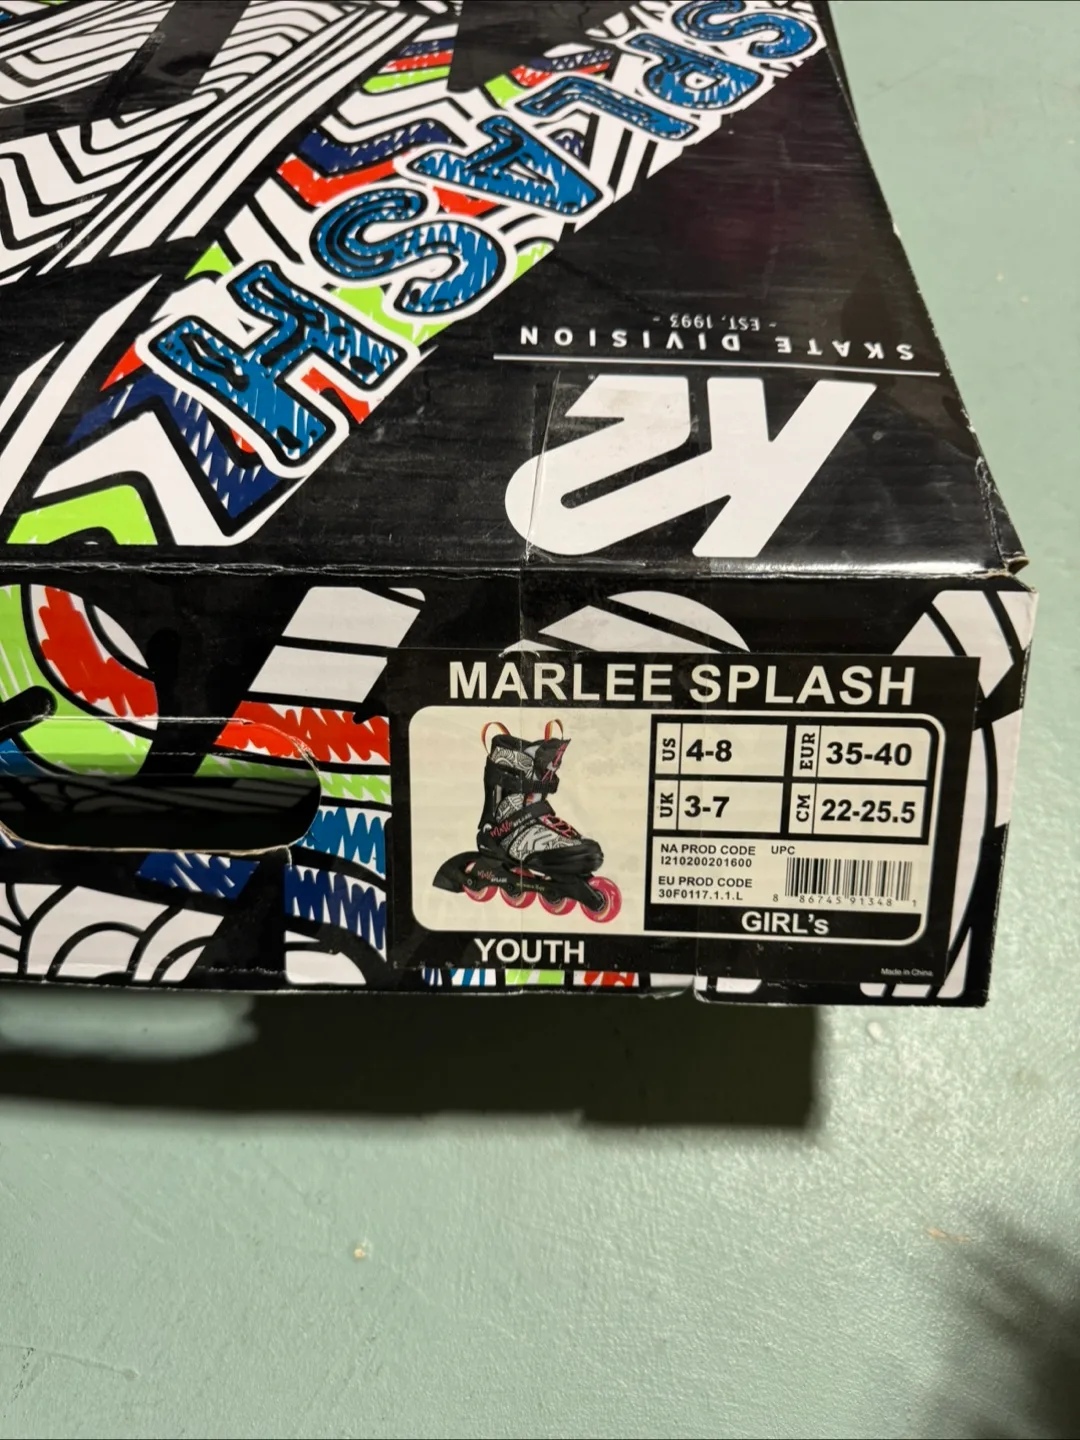 SPLASH
K2
SKATE DIVISION
- EST. 1993 -
MARLEE SPLASH
US 4-8
EUR 35-40
UK 3-7
CM 22-25.5
NA PROD CODE UPC
I210200201600
EU PROD CODE
30F0117.1.1.L
8 86745 91348 1
GIRL's
YOUTH
Made in China